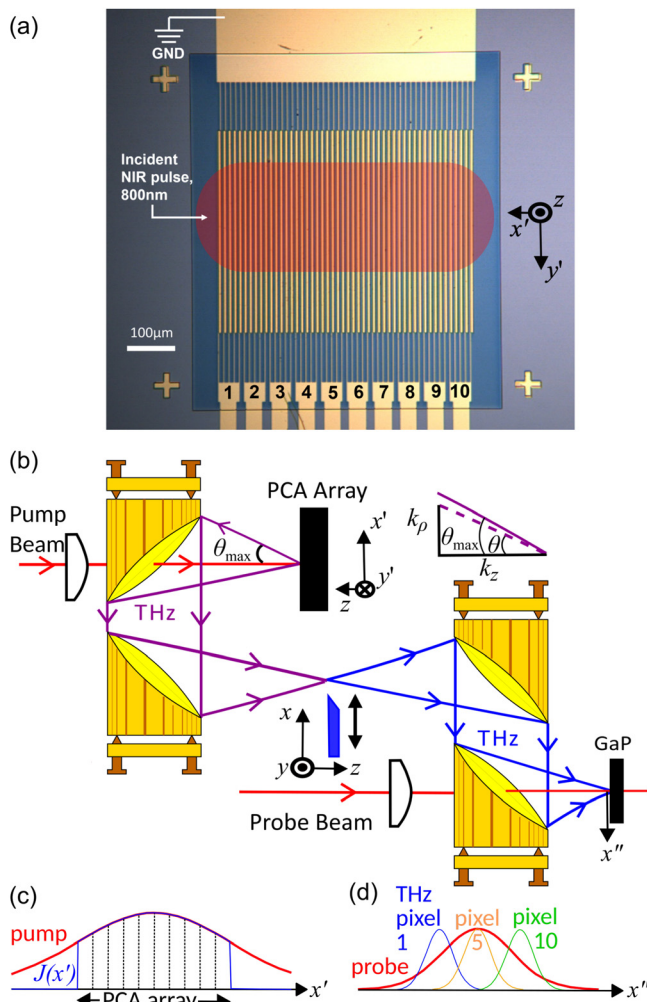 (a)
GND
Incident
NIR pulse,
800nm
z
x'
y'
100μm
1 2 3 4 5 6 7 8 9 10
(b)
PCA Array
Pump
Beam
θmax
x'
z
y'
kρ
θmax
θ
kz
THz
x
y
z
THz
GaP
Probe Beam
x''
(c)
pump
J(x')
PCA array
x'
(d)
THz
pixel
1
pixel
5
pixel
10
probe
x''